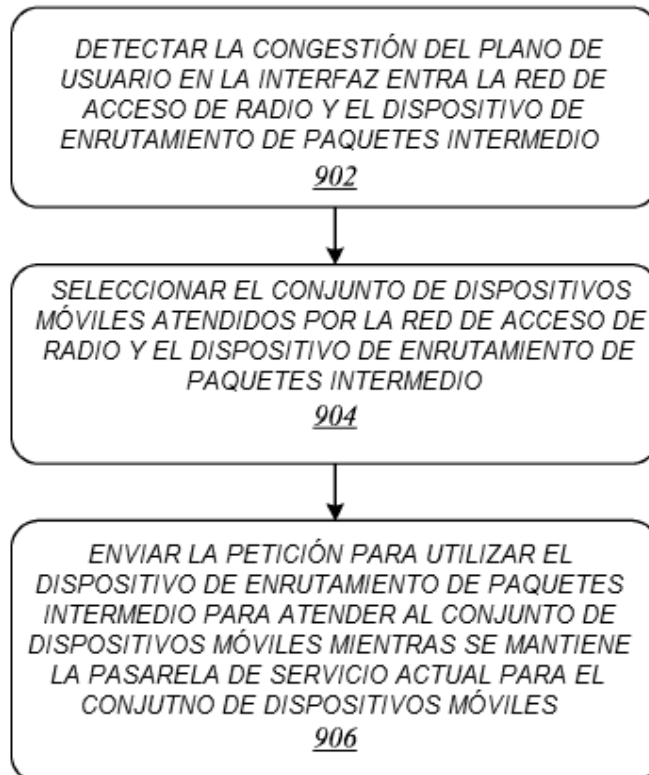 DETECTAR LA CONGESTIÓN DEL PLANO DE
USUARIO EN LA INTERFAZ ENTRA LA RED DE
ACCESO DE RADIO Y EL DISPOSITIVO DE
ENRUTAMIENTO DE PAQUETES INTERMEDIO
902
SELECCIONAR EL CONJUNTO DE DISPOSITIVOS
MÓVILES ATENDIDOS POR LA RED DE ACCESO DE
RADIO Y EL DISPOSITIVO DE ENRUTAMIENTO DE
PAQUETES INTERMEDIO
904
ENVIAR LA PETICIÓN PARA UTILIZAR EL
DISPOSITIVO DE ENRUTAMIENTO DE PAQUETES
INTERMEDIO PARA ATENDER AL CONJUNTO DE
DISPOSITIVOS MÓVILES MIENTRAS SE MANTIENE
LA PASARELA DE SERVICIO ACTUAL PARA EL
CONJUTNO DE DISPOSITIVOS MÓVILES
906